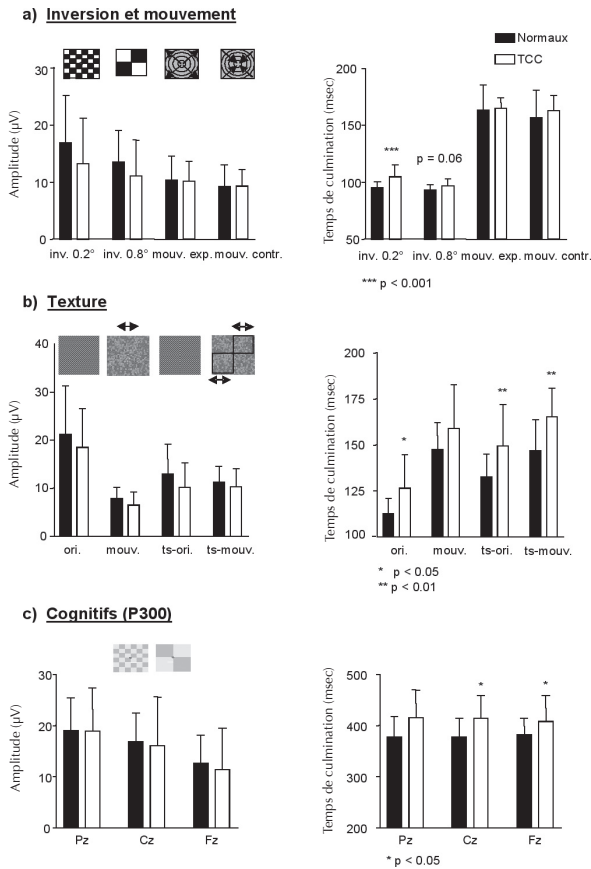 a) Inversion et mouvement
Normaux
TCC
Amplitude (µV)
30
20
10
0
inv. 0.2° inv. 0.8° mouv. exp. mouv. contr.
Temps de culmination (msec)
200
150
100
50
***
p = 0.06
inv. 0.2° inv. 0.8° mouv. exp. mouv. contr.
*** p < 0.001
b) Texture
Amplitude (µV)
40
30
20
10
0
ori. mouv. ts-ori. ts-mouv.
Temps de culmination (msec)
200
175
150
125
100
*
**
**
ori. mouv. ts-ori. ts-mouv.
* p < 0.05
** p < 0.01
c) Cognitifs (P300)
Amplitude (µV)
30
20
10
0
Pz Cz Fz
Temps de culmination (msec)
500
400
300
200
*
*
Pz Cz Fz
* p < 0.05